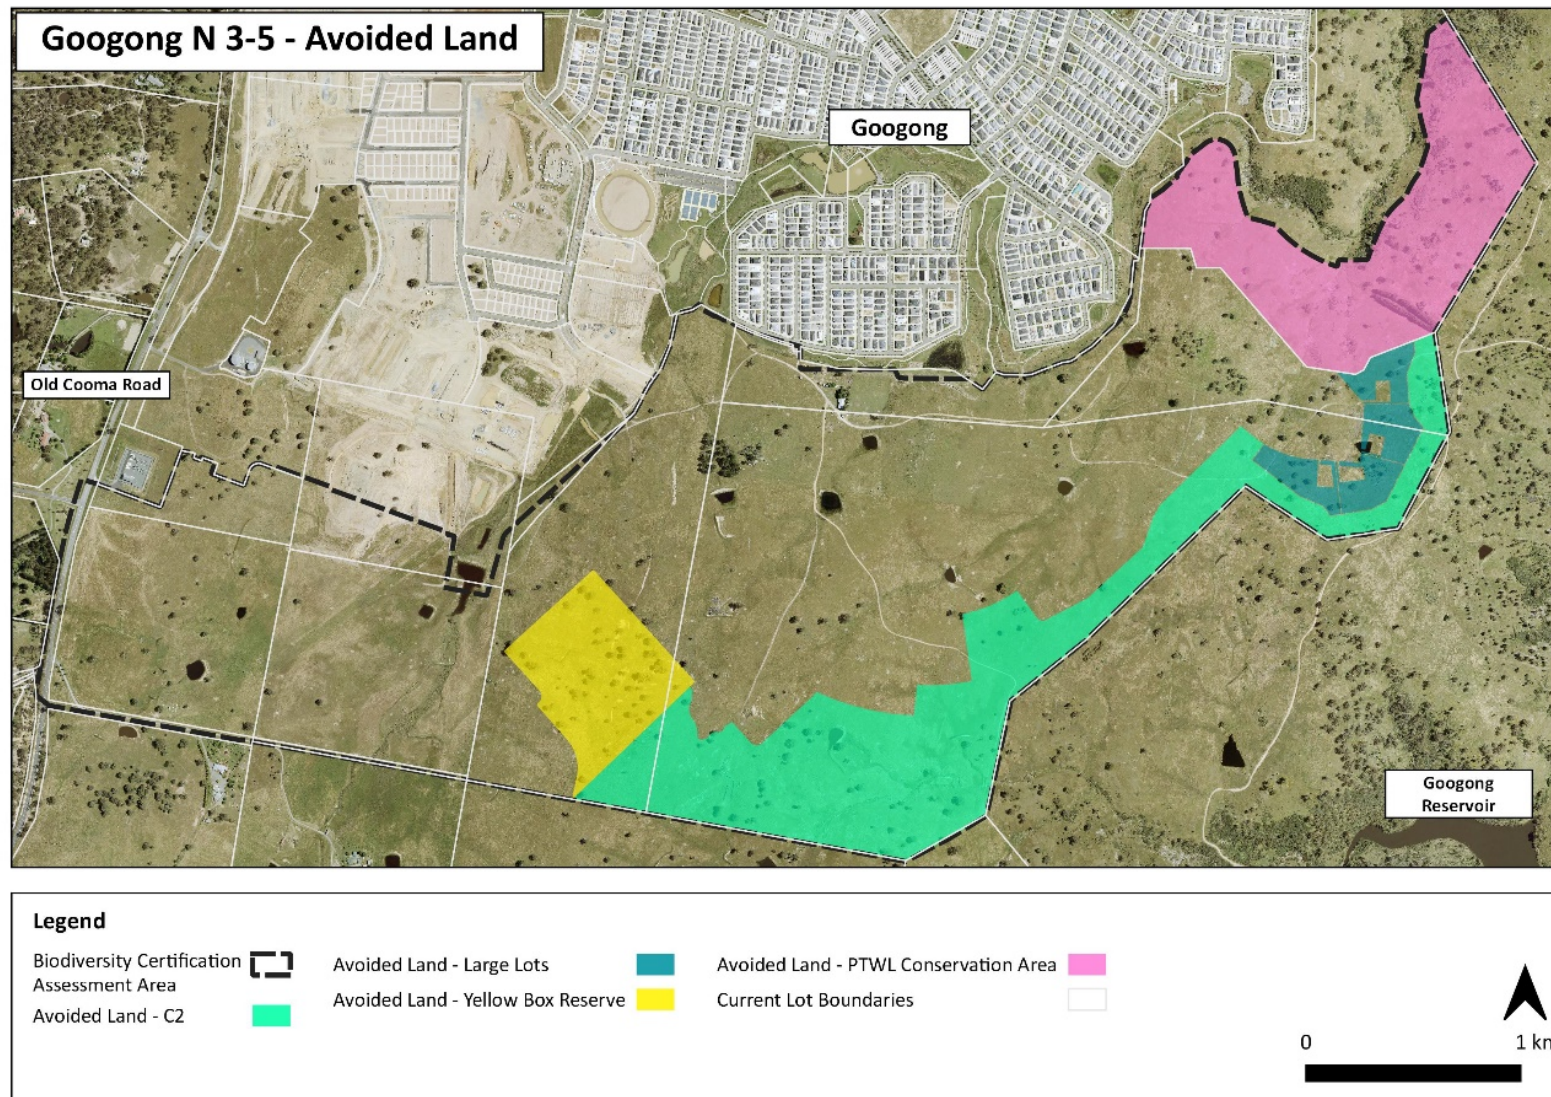 Googong N 3-5 - Avoided Land
Googong
Old Cooma Road
Googong
Reservoir
Legend
Biodiversity Certification
Assessment Area
Avoided Land - C2
Avoided Land - Large Lots
Avoided Land - Yellow Box Reserve
Avoided Land - PTWL Conservation Area
Current Lot Boundaries
0 1 km